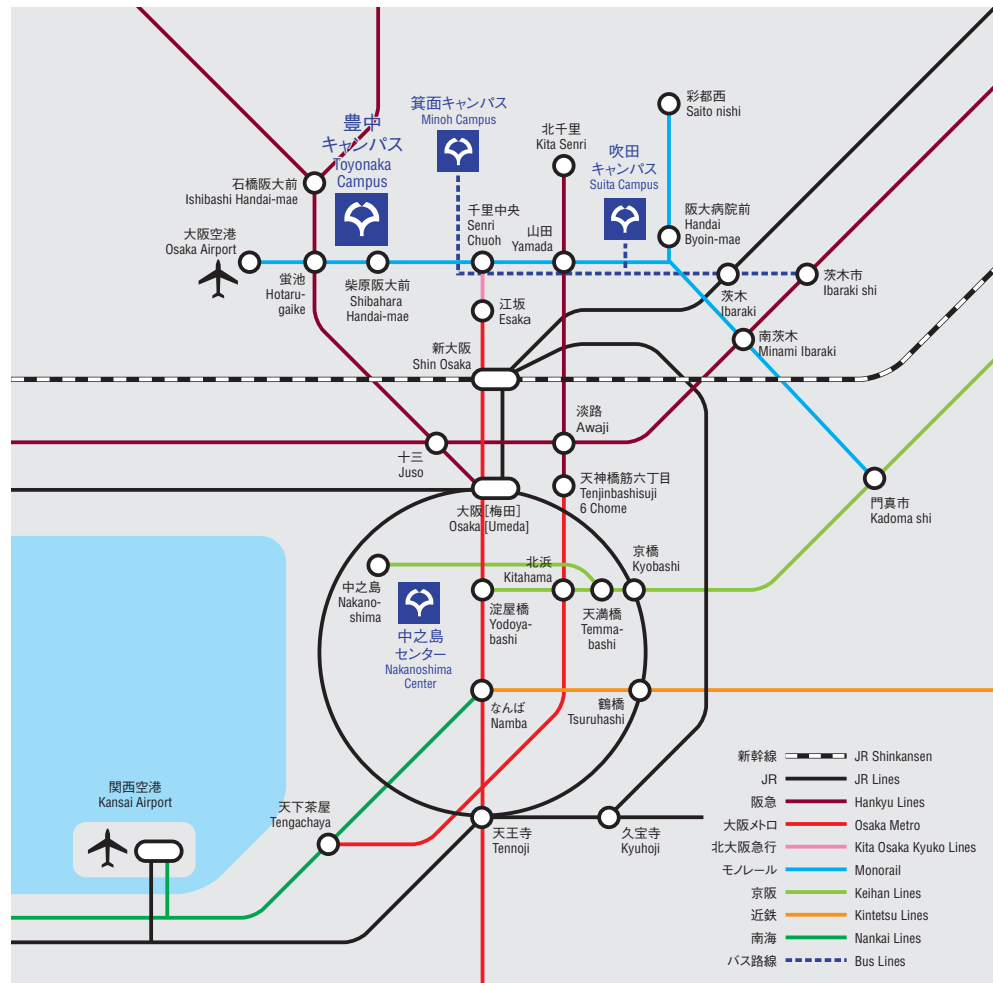 彩都西
Saito nishi
箕面キャンパス
Minoh Campus
豊中
キャンパス
Toyonaka
Campus
北千里
Kita Senri
吹田
キャンパス
Suita Campus
石橋阪大前
Ishibashi Handai-mae
千里中央
Senri
Chuoh
山田
Yamada
阪大病院前
Handai
Byoin-mae
大阪空港
Osaka Airport
蛍池
Hotaru-
gaike
柴原阪大前
Shibahara
Handai-mae
江坂
Esaka
茨木
Ibaraki
茨木市
Ibaraki shi
新大阪
Shin Osaka
南茨木
Minami Ibaraki
淡路
Awaji
十三
Juso
天神橋筋六丁目
Tenjinbashisuji
6 Chome
門真市
Kadoma shi
大阪[梅田]
Osaka [Umeda]
北浜
Kitahama
京橋
Kyobashi
中之島
Nakano-
shima
中之島
センター
Nakanoshima
Center
淀屋橋
Yodoya-
bashi
天満橋
Temma-
bashi
なんば
Namba
鶴橋
Tsuruhashi
関西空港
Kansai Airport
天下茶屋
Tengachaya
天王寺
Tennoji
久宝寺
Kyuhoji
新幹線 JR Shinkansen
JR JR Lines
阪急 Hankyu Lines
大阪メトロ Osaka Metro
北大阪急行 Kita Osaka Kyuko Lines
モノレール Monorail
京阪 Keihan Lines
近鉄 Kintetsu Lines
南海 Nankai Lines
バス路線 Bus Lines